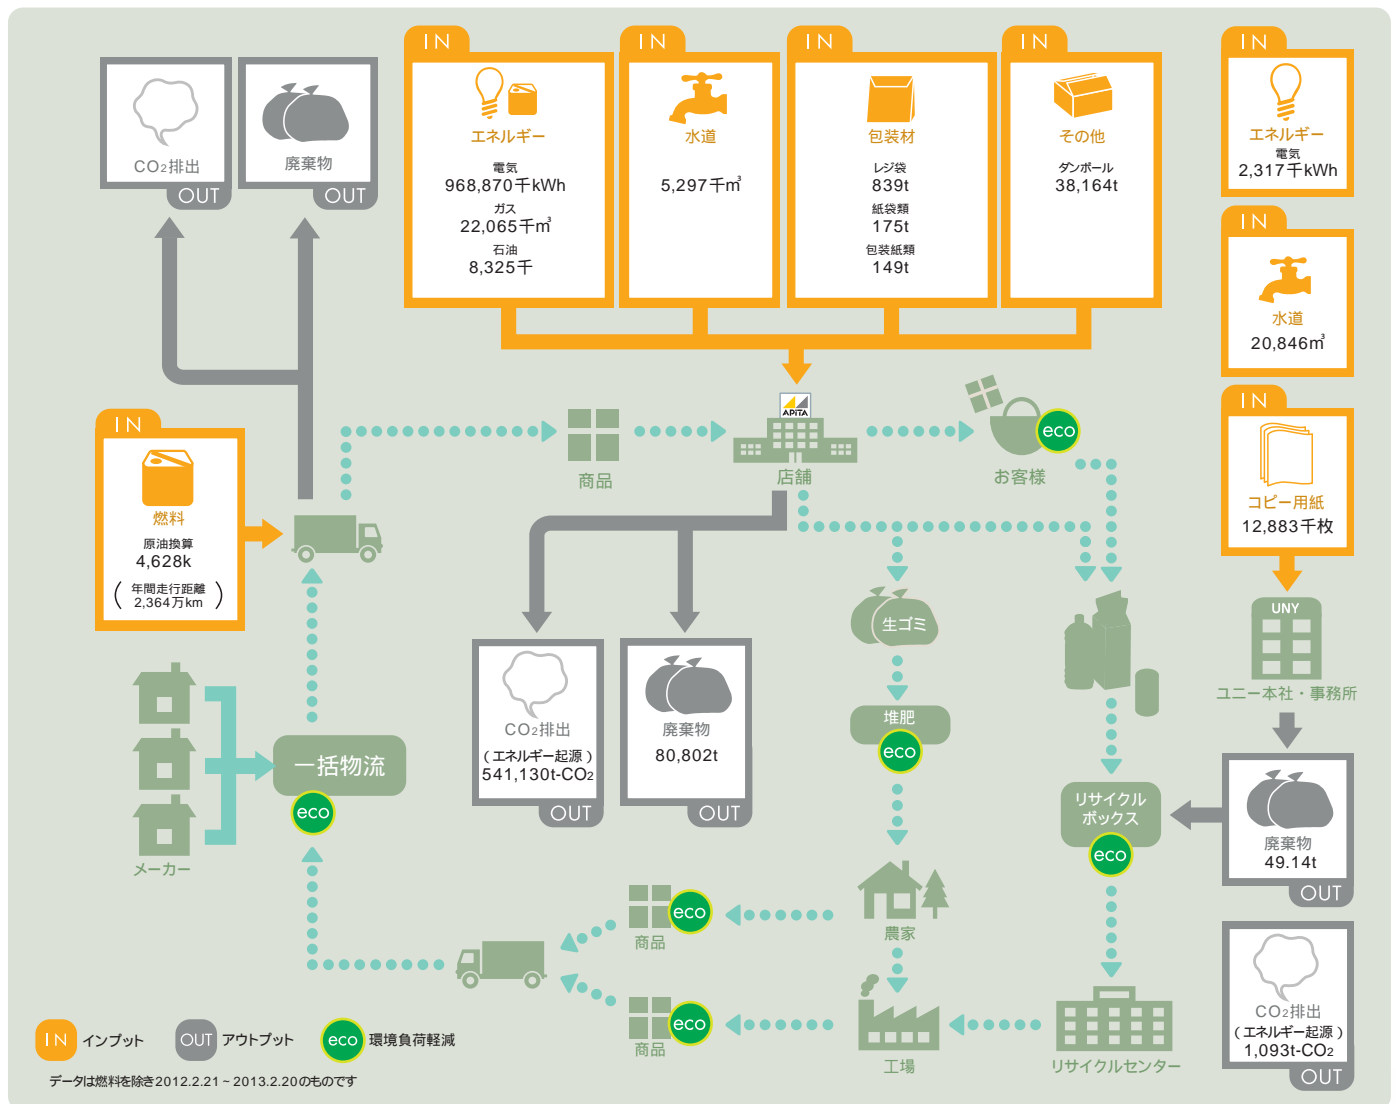 CO2排出
OUT
廃棄物
OUT
IN
エネルギー
電気
968,870千kWh
ガス
22,065千㎥
石油
8,325千
IN
水道
5,297千㎥
IN
包装材
レジ袋
839t
紙袋類
175t
包装紙類
149t
IN
その他
ダンボール
38,164t
IN
エネルギー
電気
2,317千kWh
IN
水道
20,846㎥
IN
コピー用紙
12,883千枚
UNY
ユニー本社・事務所
廃棄物
49.14t
OUT
CO2排出
(エネルギー起源)
1,093t-CO2
OUT
IN
燃料
原油換算
4,628k
(年間走行距離
2,364万km)
商品
APiTA
店舗
お客様
eco
CO2排出
(エネルギー起源)
541,130t-CO2
OUT
廃棄物
80,802t
OUT
生ゴミ
堆肥
eco
リサイクル
ボックス
eco
一括物流
eco
メーカー
農家
商品
eco
商品
eco
工場
リサイクルセンター
IN インプット
OUT アウトプット
eco 環境負荷軽減
データは燃料を除き2012.2.21~2013.2.20のものです